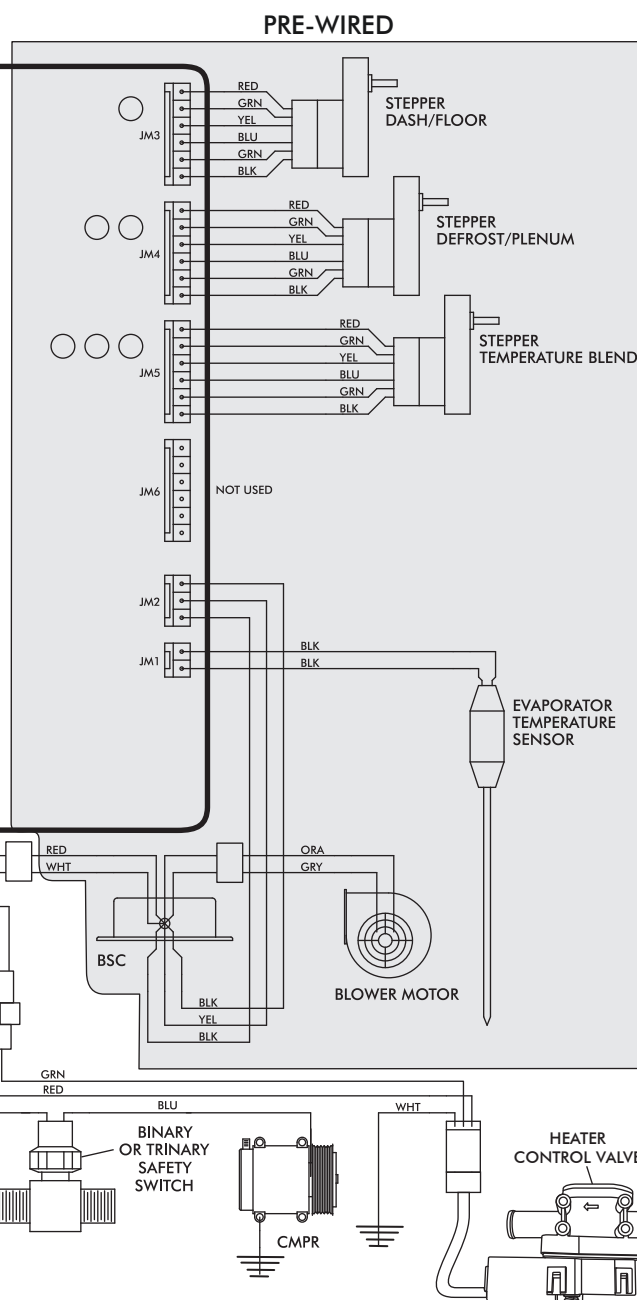 PRE-WIRED
RED
GRN
YEL
BLU
GRN
BLK
JM3
STEPPER
DASH/FLOOR
RED
GRN
YEL
BLU
GRN
BLK
JM4
STEPPER
DEFROST/PLENUM
RED
GRN
YEL
BLU
GRN
BLK
JM5
STEPPER
TEMPERATURE BLEND
JM6
NOT USED
JM2
JM1
BLK
BLK
EVAPORATOR
TEMPERATURE
SENSOR
RED
WHT
ORA
GRY
BSC
BLOWER MOTOR
BLK
YEL
BLK
GRN
RED
BLU
WHT
BINARY
OR TRINARY
SAFETY
SWITCH
CMPR
HEATER
CONTROL VALVE